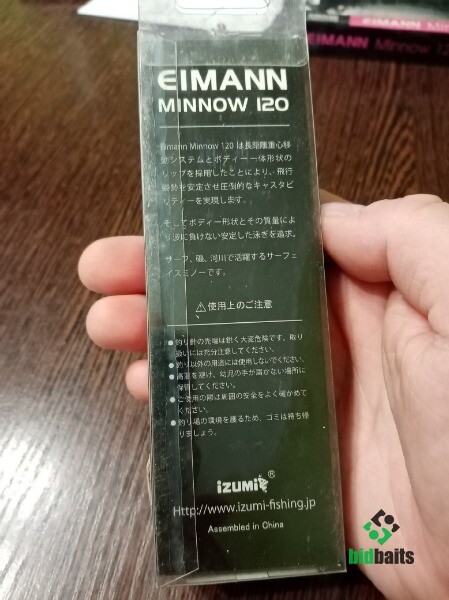 EIMANN
MINNOW 120
Eimann Minnow 120 は長距離重心移
動システムとボディー一体形状の
リップを採用したことにより、飛行
姿勢を安定させ圧倒的なキャスタビ
リティーを実現します。
そしてボディー形状とその質量によ
り波に負けない安定した泳ぎを追求。
サーフ、磯、河川で活躍するサーフェ
イスミノーです。
⚠使用上のご注意
●釣り針の先端は鋭く大変危険です。取り
扱いには充分注意してください。
●釣り以外の用途には使用しないでください。
●高温を避け、幼児の手が届かない場所に
保管してください。
●ご使用の際は周囲の安全をよく確かめて
ください。
●釣り場の環境を護るため、ゴミは持ち帰
りましょう。
izumi®
Http://www.izumi-fishing.jp
Assembled in China
EIMANN Mi
EIMANN Minnow 12
bidbaits